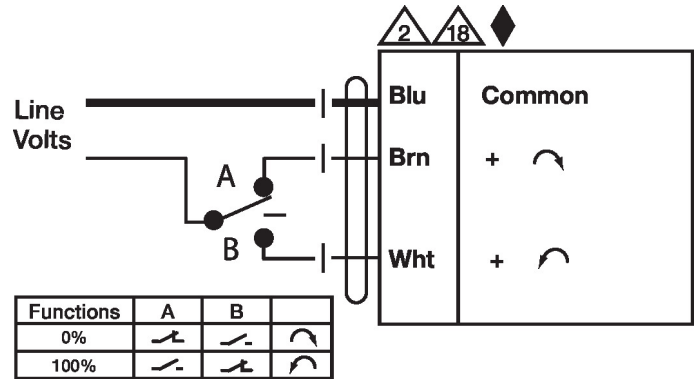 2 18
Line Volts
Blu Common
Brn +
A
B
Wht +
Functions A B
0%
100%